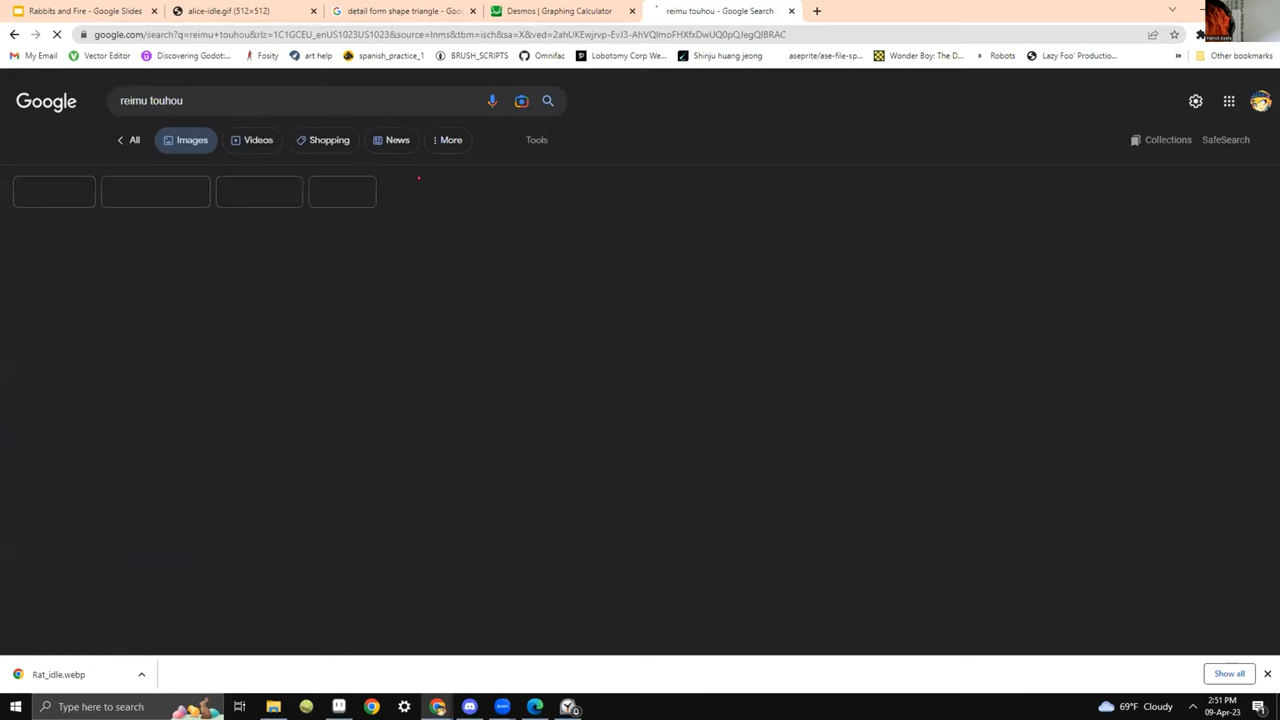 Rabbits and Fire - Google Slides
alice-idle.gif (512×512)
detail form shape triangle - Goo
Desmos | Graphing Calculator
reimu touhou - Google Search
google.com/search?q=reimu+touhou&rlz=1C1GCEU_enUS1023US1023&source=lnms&tbm=isch&sa=X&ved=2ahUKEwjrvp-EvJ3-AhVQlmoFHXfxDwUQ0pQJegQIBRAC
My Email
Vector Editor
Discovering Godot:...
Fosity
art help
spanish_practice_1
BRUSH_SCRIPTS
Omnifac
Lobotomy Corp We...
Shinju huang jeong
aseprite/ase-file-sp...
Wonder Boy: The D...
Robots
Lazy Foo' Productio...
»
Other bookmarks
Google
reimu touhou
All
Images
Videos
Shopping
News
More
Tools
Collections
SafeSearch
Rat_idle.webp
Show all
Type here to search
69°F Cloudy
2:51 PM
09-Apr-23